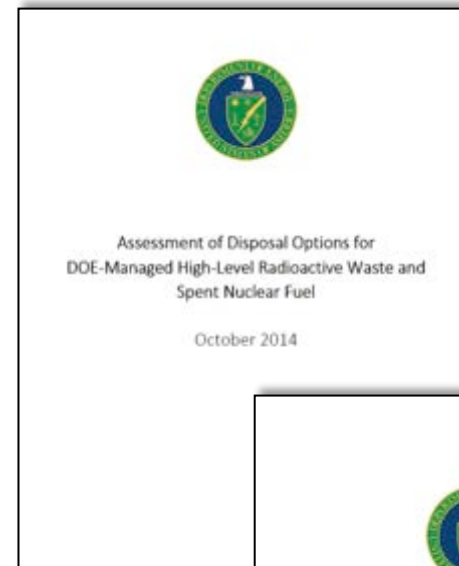 Assessment of Disposal Options for
DOE-Managed High-Level Radioactive Waste and
Spent Nuclear Fuel
October 2014